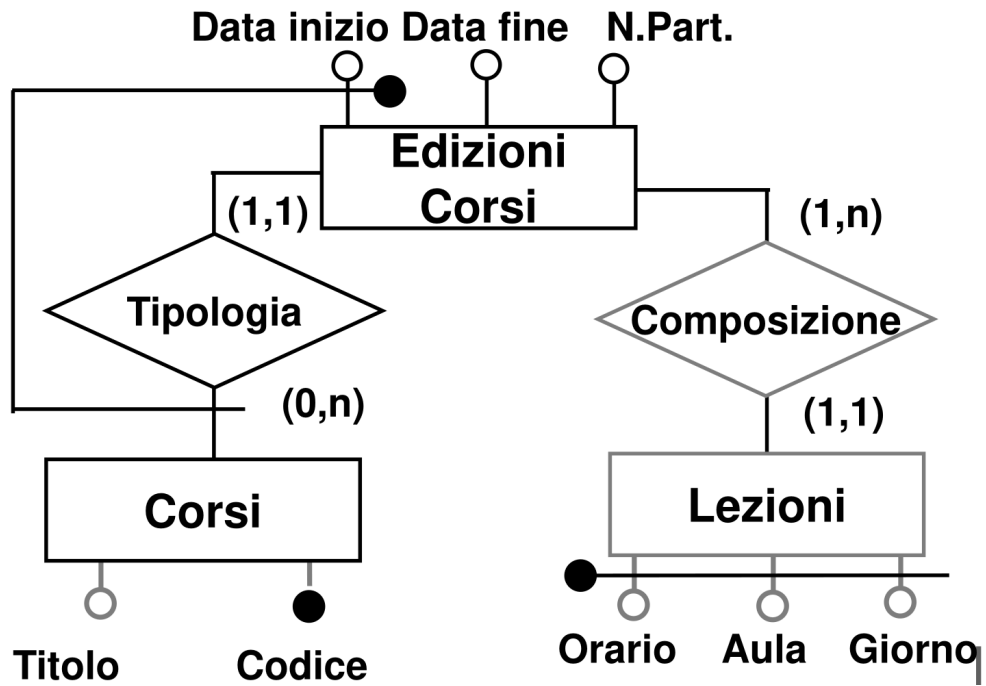 Data inizio Data fine N.Part.
Edizioni
Corsi
(1,1)
(1,n)
Tipologia
Composizione
(0,n)
(1,1)
Corsi
Lezioni
Titolo
Codice
Orario
Aula
Giorno